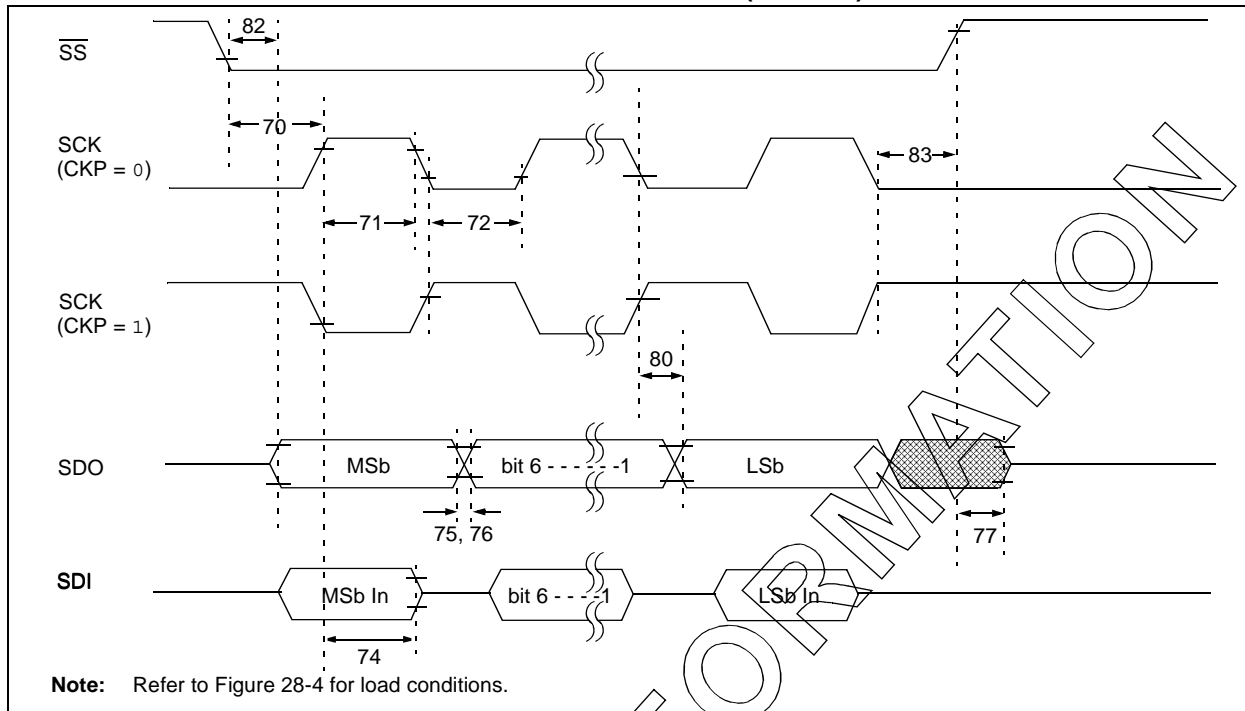 82
SS
70
SCK
(CKP = 0)
83
71
72
SCK
(CKP = 1)
80
SDO
MSb
bit 6 - - - - - -1
LSb
75, 76
77
SDI
MSb In
bit 6 - - - -1
LSb In
74
Note: Refer to Figure 28-4 for load conditions.
FORMATION